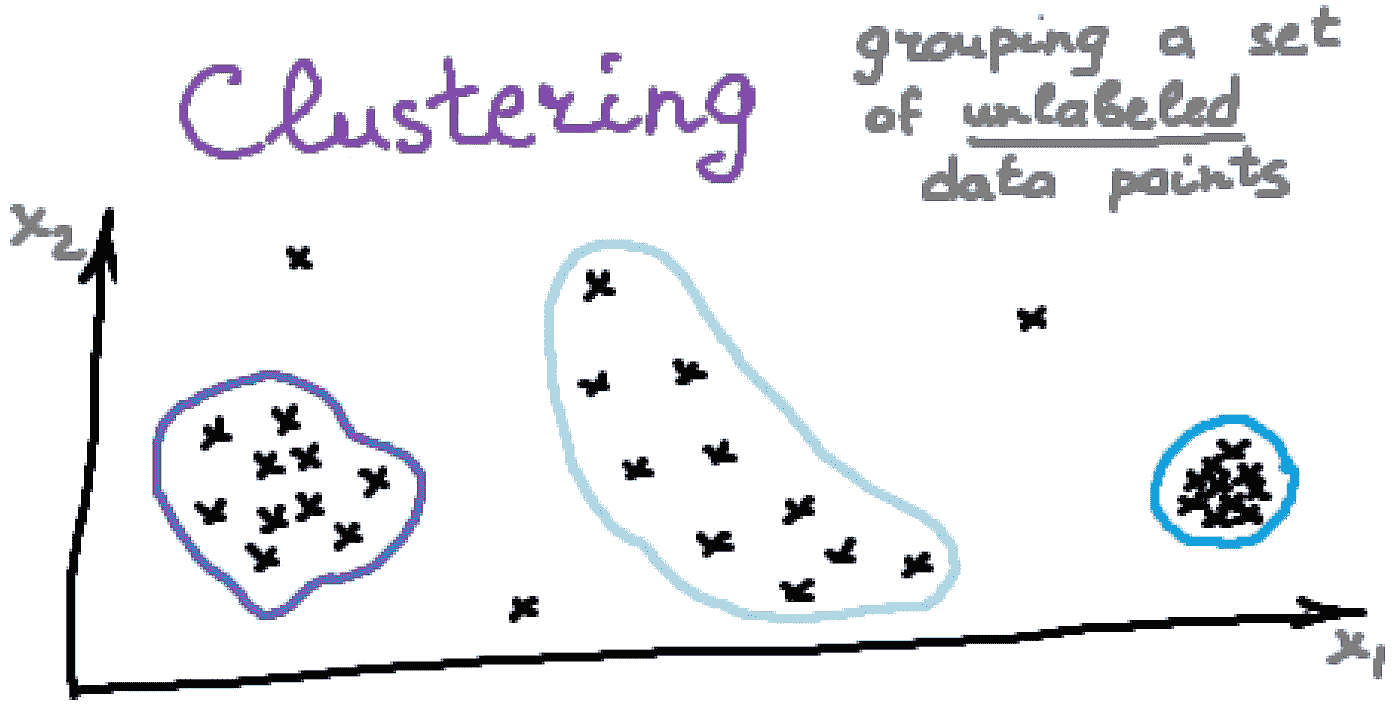 Clustering
grouping a set
of unlabeled
data points
x₂
x₁